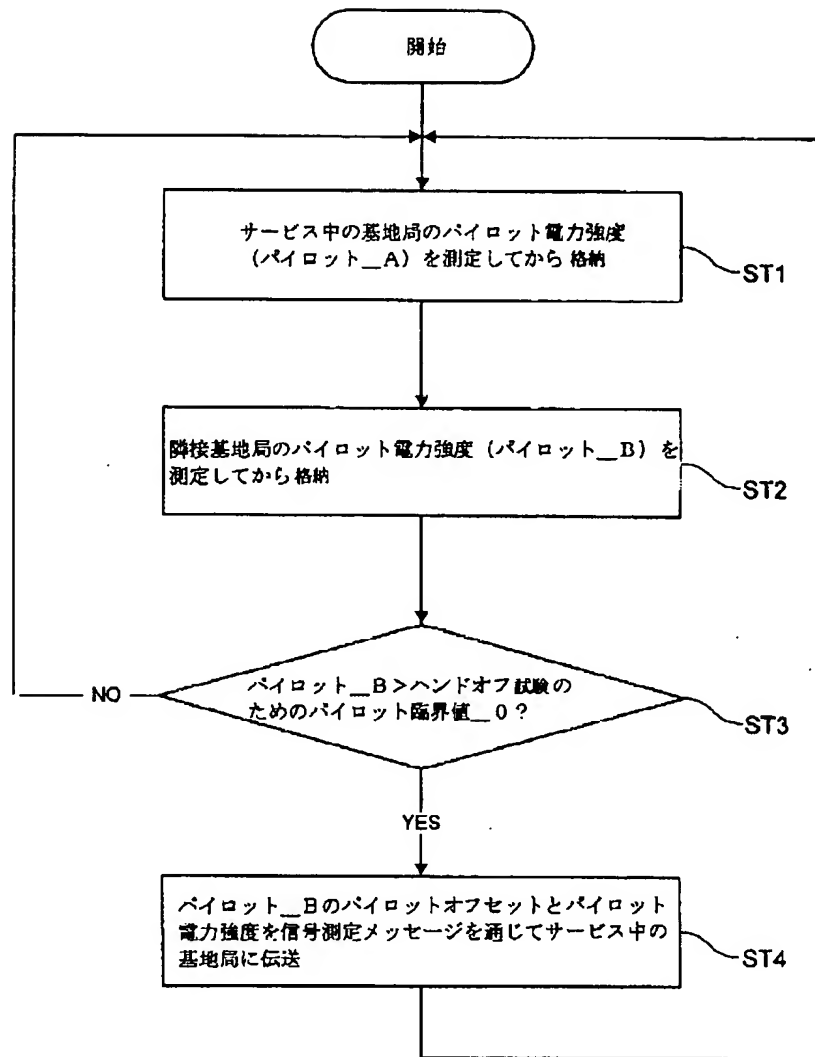 開始
サービス中の基地局のパイロット電力強度
(パイロット__A)を測定してから格納
ST1
隣接基地局のパイロット電力強度(パイロット__B)を
測定してから格納
ST2
パイロット__B>ハンドオフ試験の
ためのパイロット臨界値__0?
NO
ST3
YES
パイロット__Bのパイロットオフセットとパイロット
電力強度を信号測定メッセージを通じてサービス中の
基地局に伝送
ST4